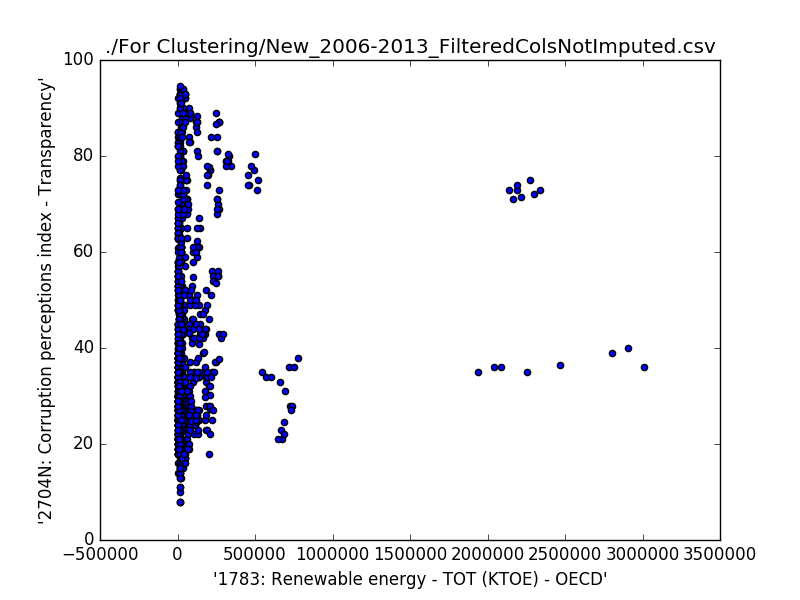 ./For Clustering/New_2006-2013_FilteredColsNotImputed.csv
100
80
60
40
20
0
'2704N: Corruption perceptions index - Transparency'
−500000 0 500000 1000000 1500000 2000000 2500000 3000000 3500000
'1783: Renewable energy - TOT (KTOE) - OECD'